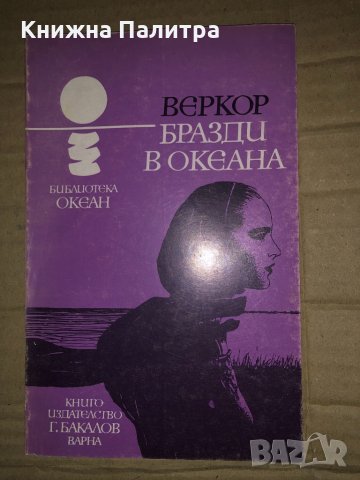 Книжна Палитра
ВЕРКОР
БРАЗДИ
В ОКЕАНА
БИБЛИОТЕКА
ОКЕАН
КНИГО
ИЗДАТЕЛСТВО
Г. БАКАЛОВ
ВАРНА
BAZAR